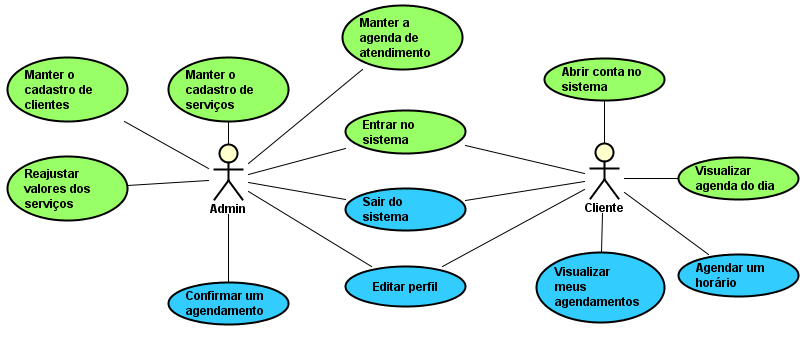 Manter a
agenda de
atendimento
Manter o
cadastro de
clientes
Manter o
cadastro de
serviços
Abrir conta no
sistema
Entrar no
sistema
Reajustar
valores dos
serviços
Visualizar
agenda do dia
Admin
Sair do
sistema
Cliente
Confirmar um
agendamento
Editar perfil
Visualizar
meus
agendamentos
Agendar um
horário